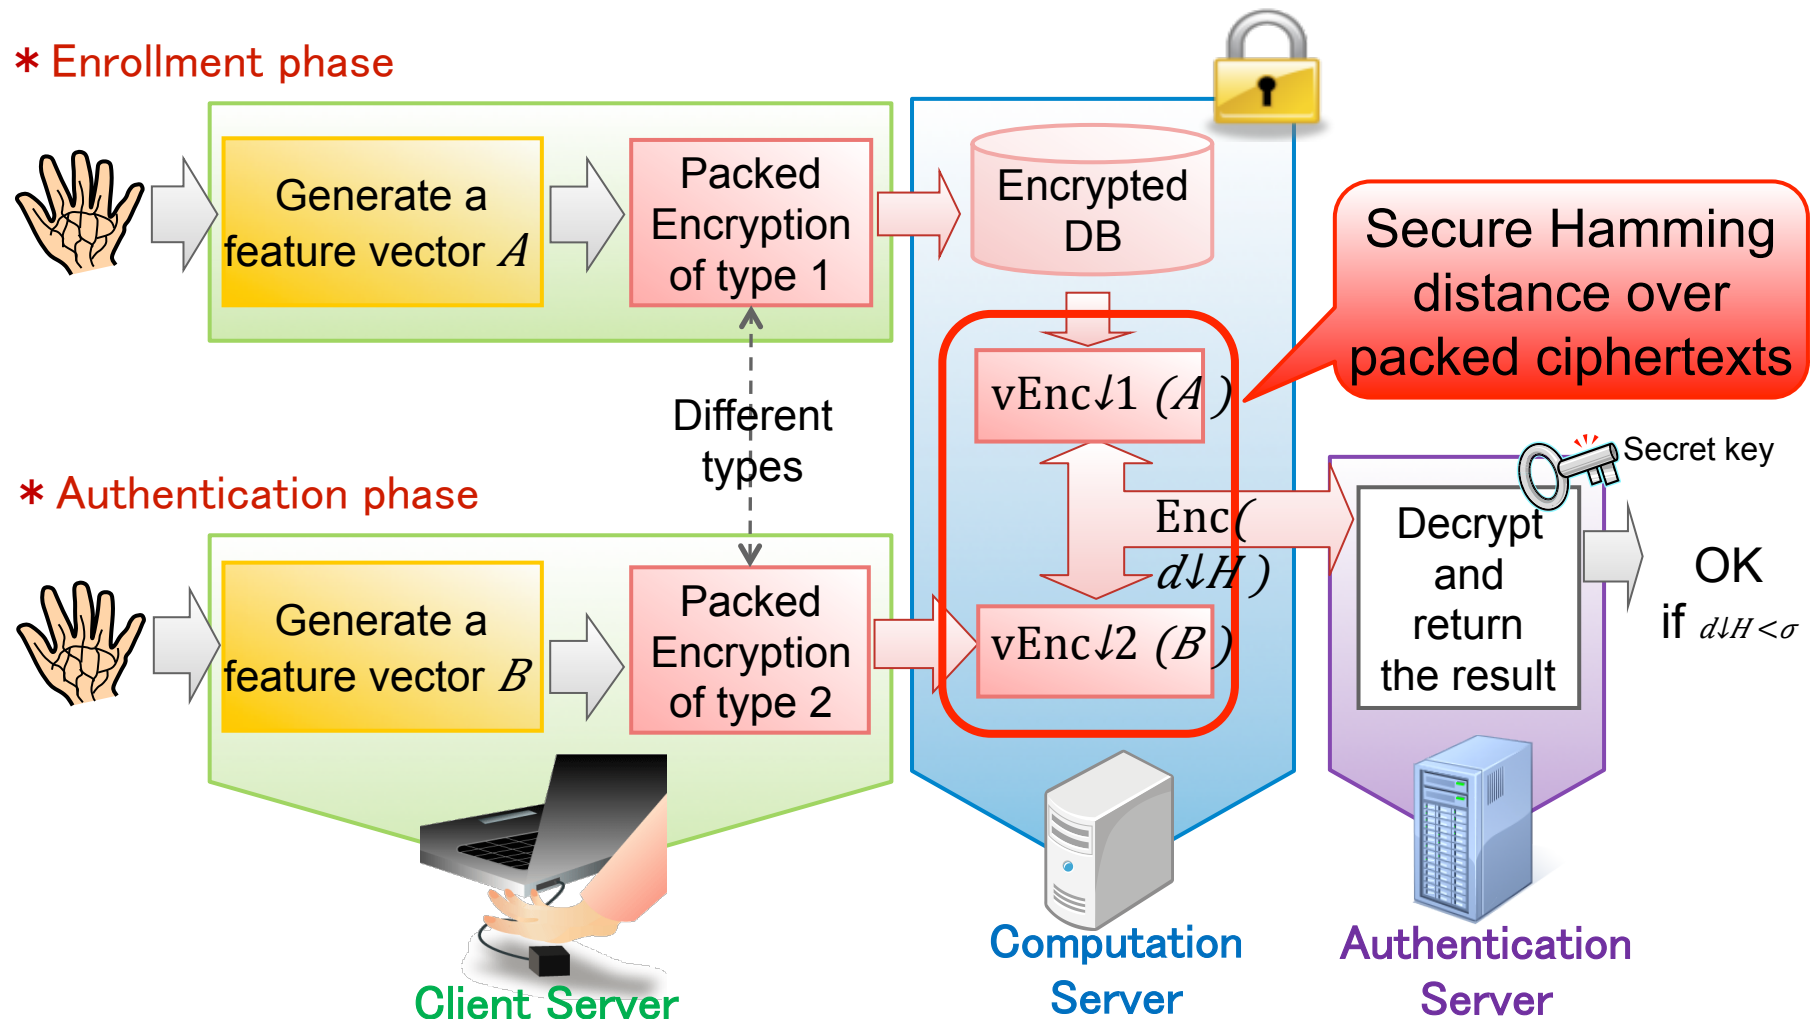 * Enrollment phase
Generate a
feature vector A
Packed
Encryption
of type 1
Encrypted
DB
Secure Hamming
distance over
packed ciphertexts
vEnc↓1 (A )
Different
types
* Authentication phase
Generate a
feature vector B
Packed
Encryption
of type 2
Enc(
d↓H )
vEnc↓2 (B )
Secret key
Decrypt
and
return
the result
OK
if d↓H <σ
Client Server
Computation
Server
Authentication
Server